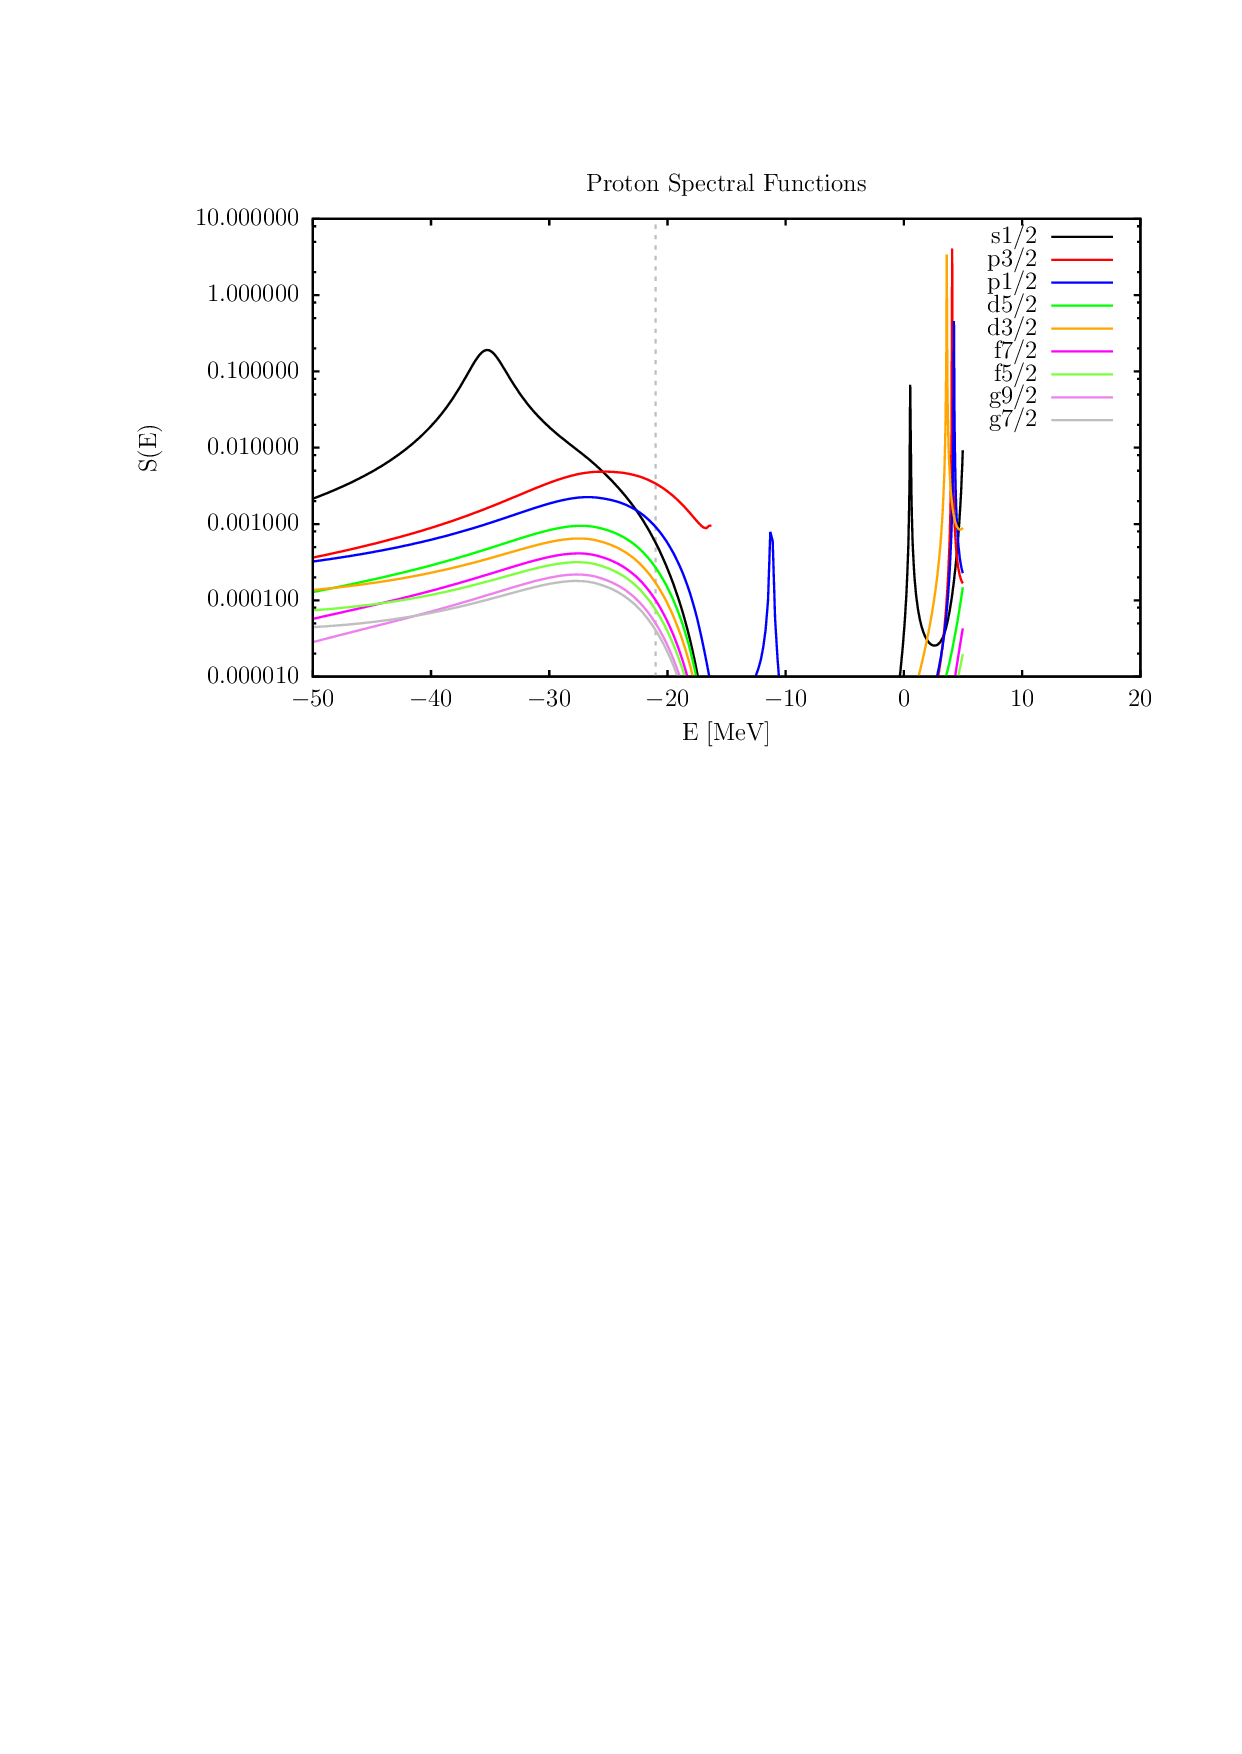 Proton Spectral Functions
10.000000
1.000000
0.100000
0.010000
0.001000
0.000100
0.000010
S(E)
s1/2
p3/2
p1/2
d5/2
d3/2
f7/2
f5/2
g9/2
g7/2
−50 −40 −30 −20 −10 0 10 20
E [MeV]